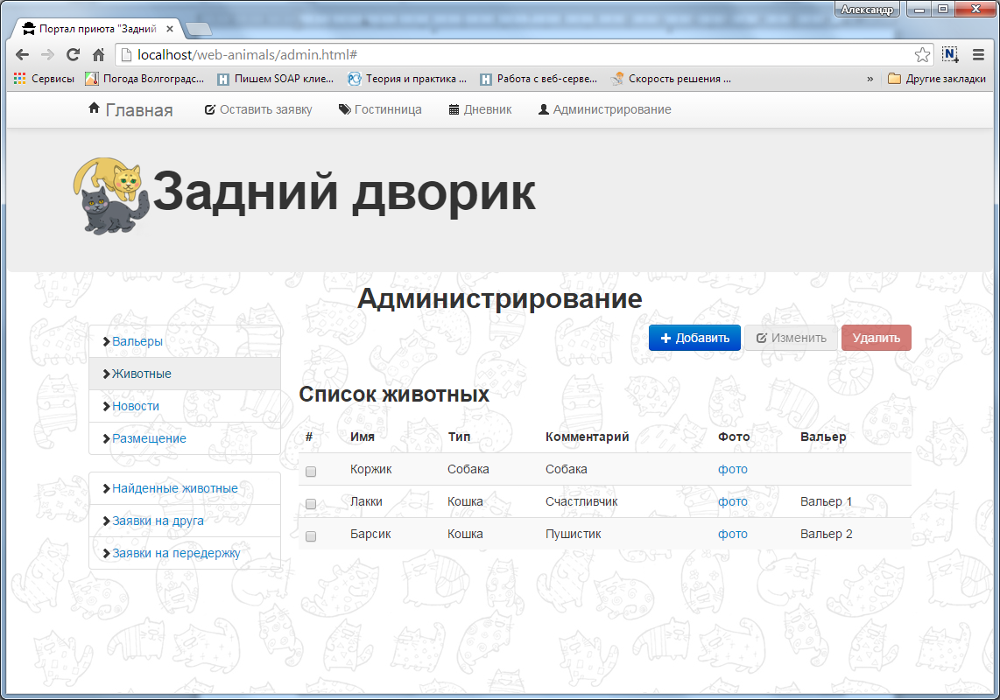 Александр
Портал приюта "Задний
localhost/web-animals/admin.html#
Сервисы Погода Волгоградс... Пишем SOAP клие... Теория и практика ... Работа с веб-серве... Скорость решения ... » Другие закладки
Главная Оставить заявку Гостинница Дневник Администрирование
Задний дворик
Администрирование
Добавить Изменить Удалить
Вальеры
Животные
Новости
Размещение
Найденные животные
Заявки на друга
Заявки на передержку
Список животных
# Имя Тип Комментарий Фото Вальер
Коржик Собака Собака фото
Лакки Кошка Счастливчик фото Вальер 1
Барсик Кошка Пушистик фото Вальер 2